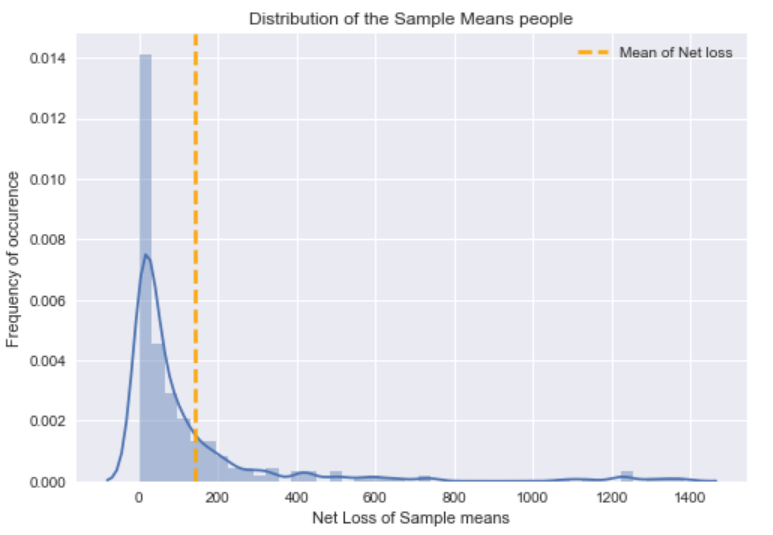 Distribution of the Sample Means people
Mean of Net loss
0.014
0.012
0.010
0.008
0.006
0.004
0.002
0.000
Frequency of occurence
0 200 400 600 800 1000 1200 1400
Net Loss of Sample means